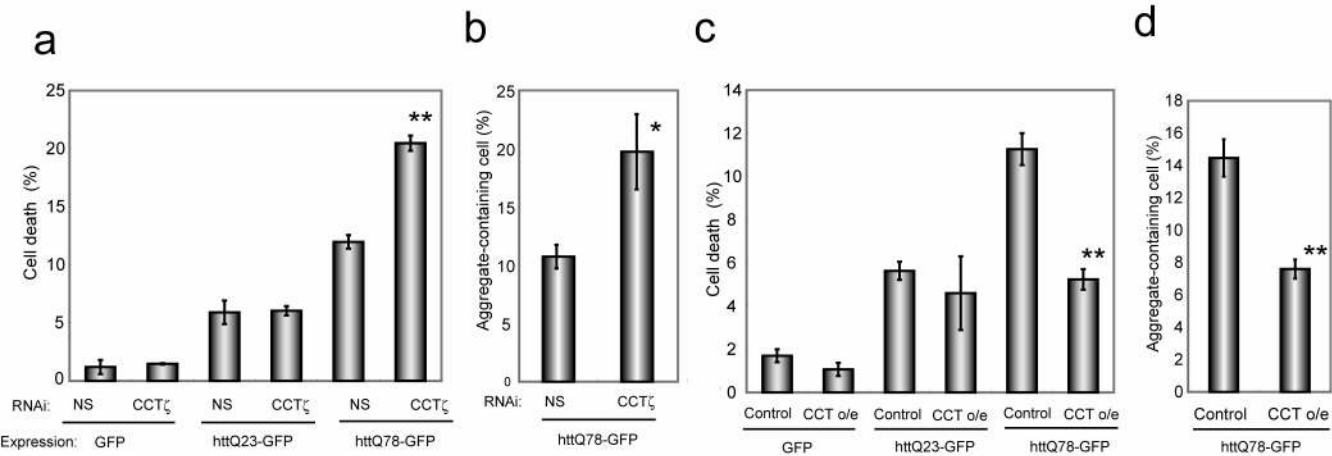 a
25
20
15
10
5
0
Cell death (%)
**
RNAi: NS CCTζ NS CCTζ NS CCTζ
Expression: GFP httQ23-GFP httQ78-GFP
b
25
20
15
10
5
0
Aggregate-containing cell (%)
*
RNAi: NS CCTζ
httQ78-GFP
c
14
12
10
8
6
4
2
0
Cell death (%)
**
Control CCT o/e Control CCT o/e Control CCT o/e
GFP httQ23-GFP httQ78-GFP
d
18
16
14
12
10
8
6
4
2
0
Aggregate-containing cell (%)
**
Control CCT o/e
httQ78-GFP